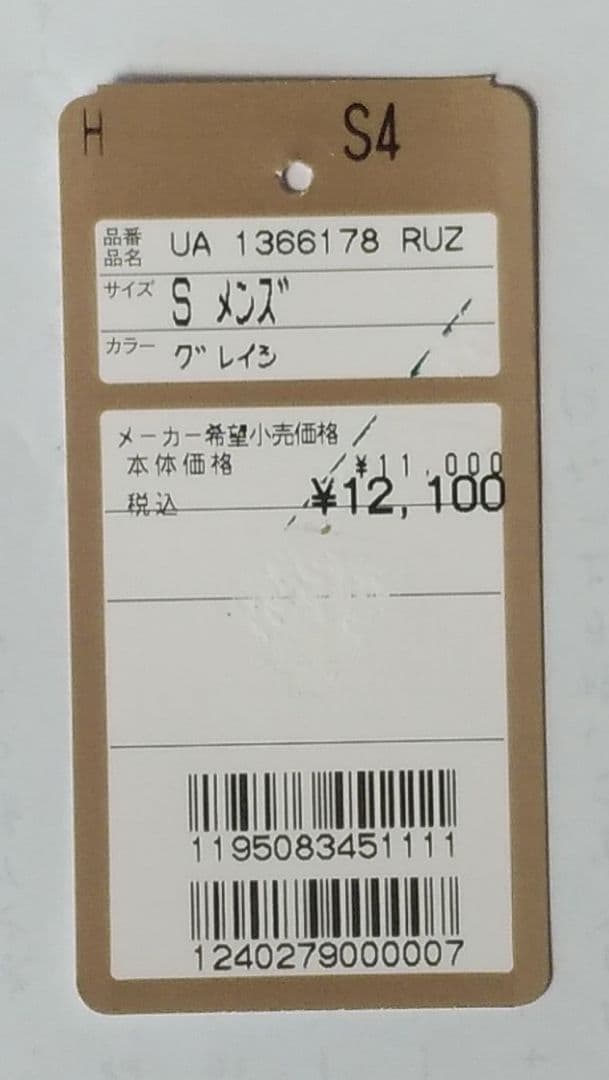 H S4
品番 品名 UA 1366178 RUZ
サイズ S メンズ
カラー グレイシ
メーカー希望小売価格
本体価格 ¥11,000
税込 ¥12,100
1195083451111
1240279000007